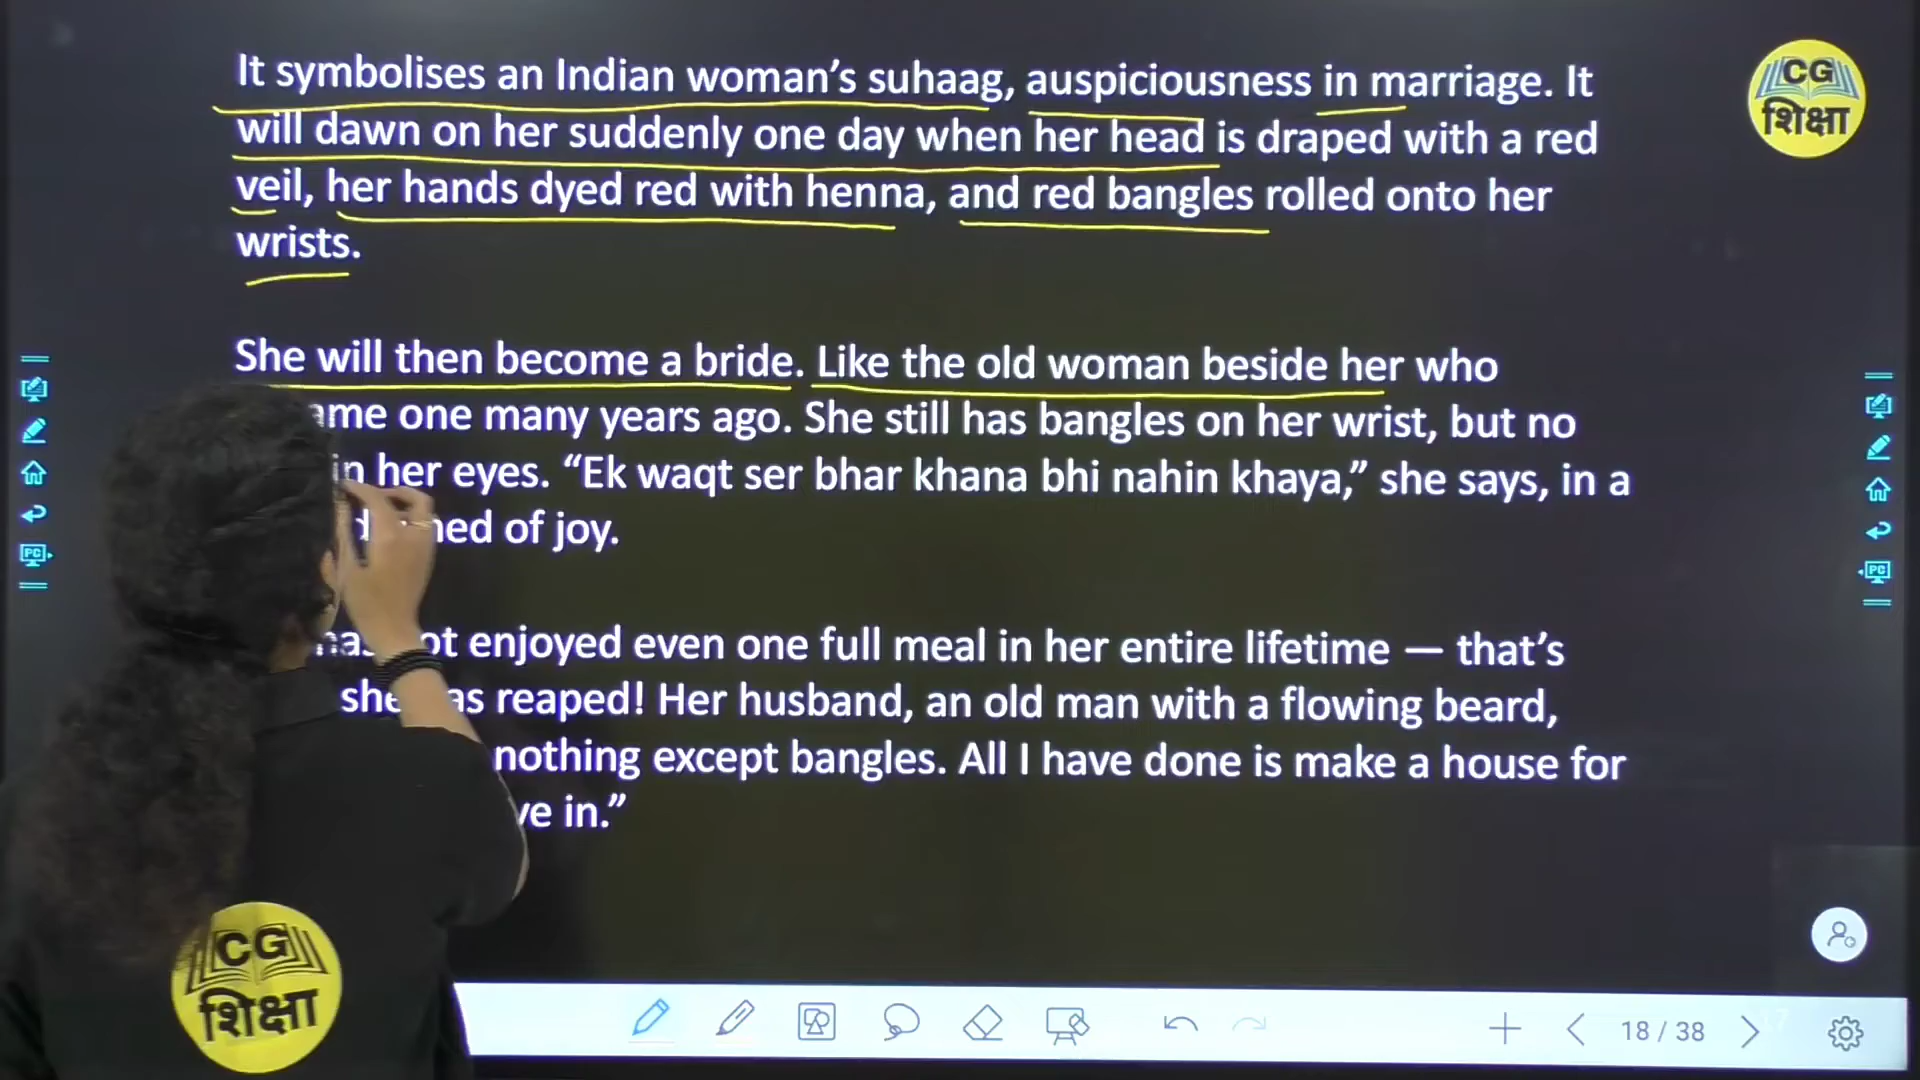 It symbolises an Indian woman’s suhaag, auspiciousness in marriage. It
will dawn on her suddenly one day when her head is draped with a red
veil, her hands dyed red with henna, and red bangles rolled onto her
wrists.
She will then become a bride. Like the old woman beside her who
one many years ago. She still has bangles on her wrist, but no
in her eyes. “Ek waqt ser bhar khana bhi nahin khaya,” she says, in a
of joy.
enjoyed even one full meal in her entire lifetime — that’s
she reaped! Her husband, an old man with a flowing beard,
nothing except bangles. All I have done is make a house for
in.”
CG
शिक्षा
CG
शिक्षा
PC
PC
18 / 38